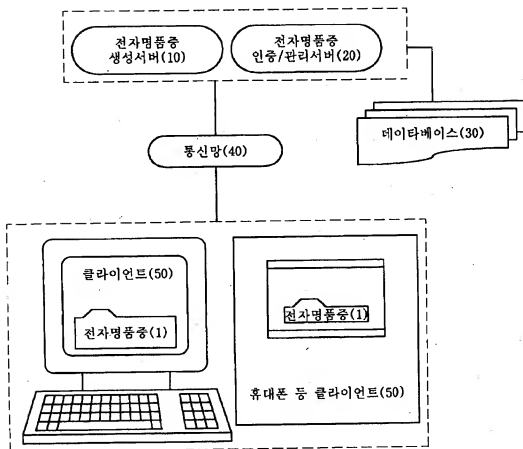 전자명품증
생성서버(10)
전자명품증
인증/관리서버(20)
데이타베이스(30)
통신망(40)
클라이언트(50)
전자명품증(1)
전자명품증(1)
휴대폰 등 클라이언트(50)